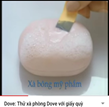 Xà bông mỹ phẩm
Dove: Thử xà phòng Dove với giấy quỳ